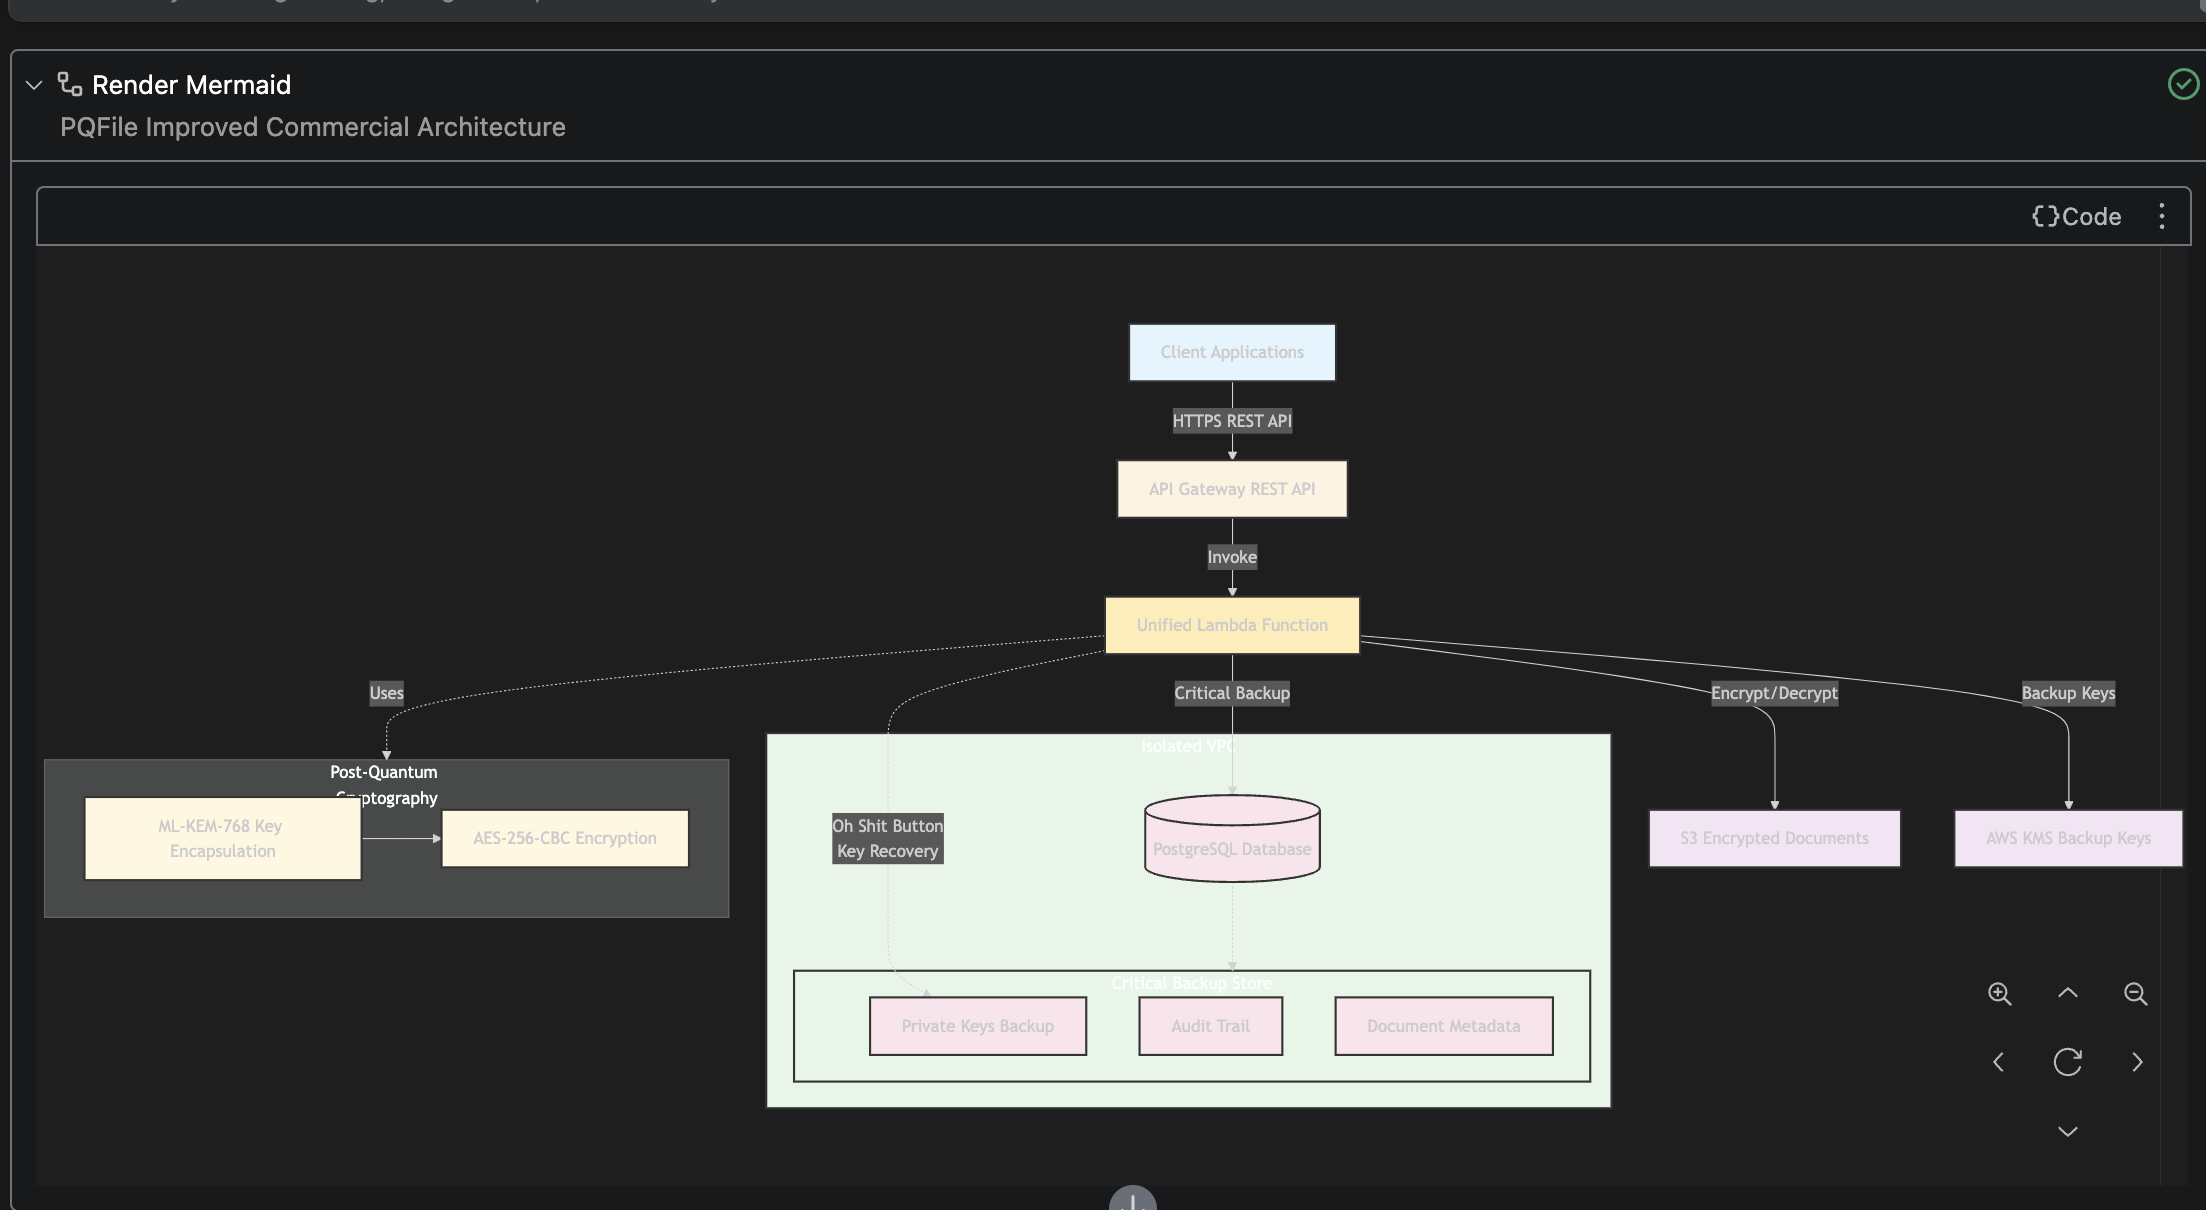 Render Mermaid
PQFile Improved Commercial Architecture
{}Code
Client Applications
HTTPS REST API
API Gateway REST API
Invoke
Unified Lambda Function
Uses
Critical Backup
Encrypt/Decrypt
Backup Keys
Isolated VPC
Post-Quantum
Cryptography
ML-KEM-768 Key
Encapsulation
AES-256-CBC Encryption
Oh Shit Button
Key Recovery
PostgreSQL Database
S3 Encrypted Documents
AWS KMS Backup Keys
Critical Backup Store
Private Keys Backup
Audit Trail
Document Metadata